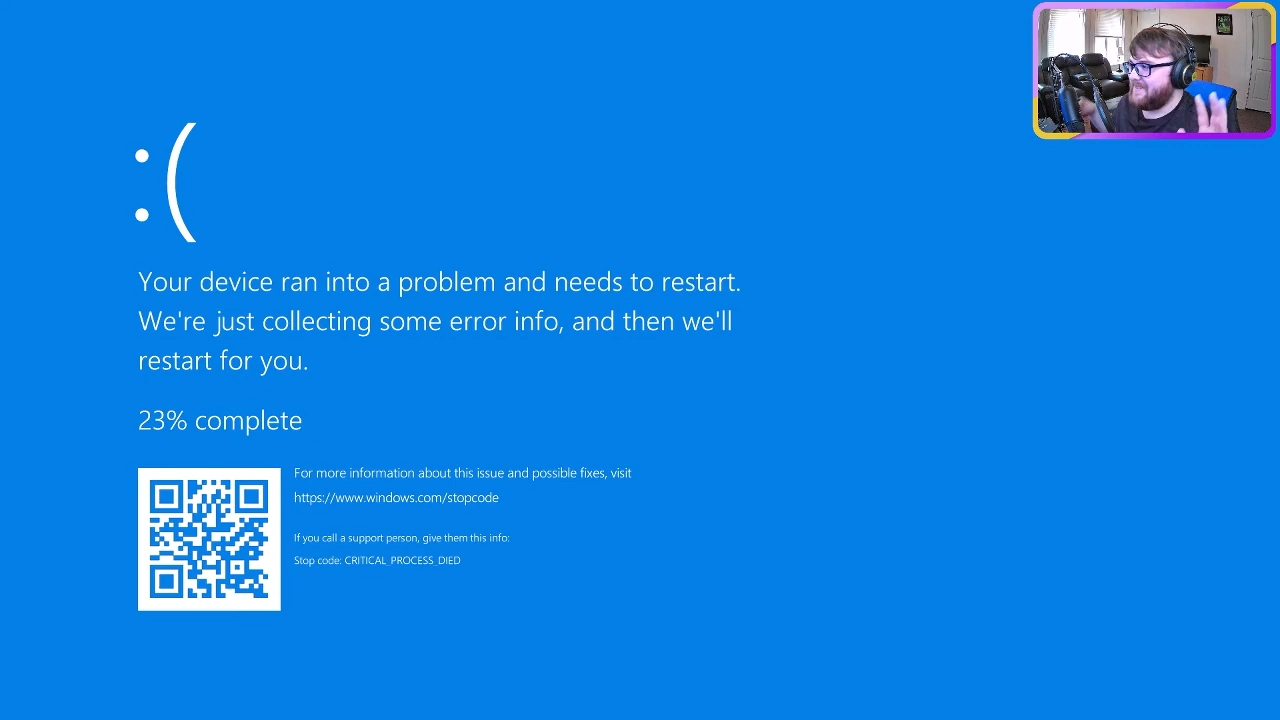 :(
Your device ran into a problem and needs to restart.
We're just collecting some error info, and then we'll
restart for you.
23% complete
For more information about this issue and possible fixes, visit
https://www.windows.com/stopcode
If you call a support person, give them this info:
Stop code: CRITICAL_PROCESS_DIED